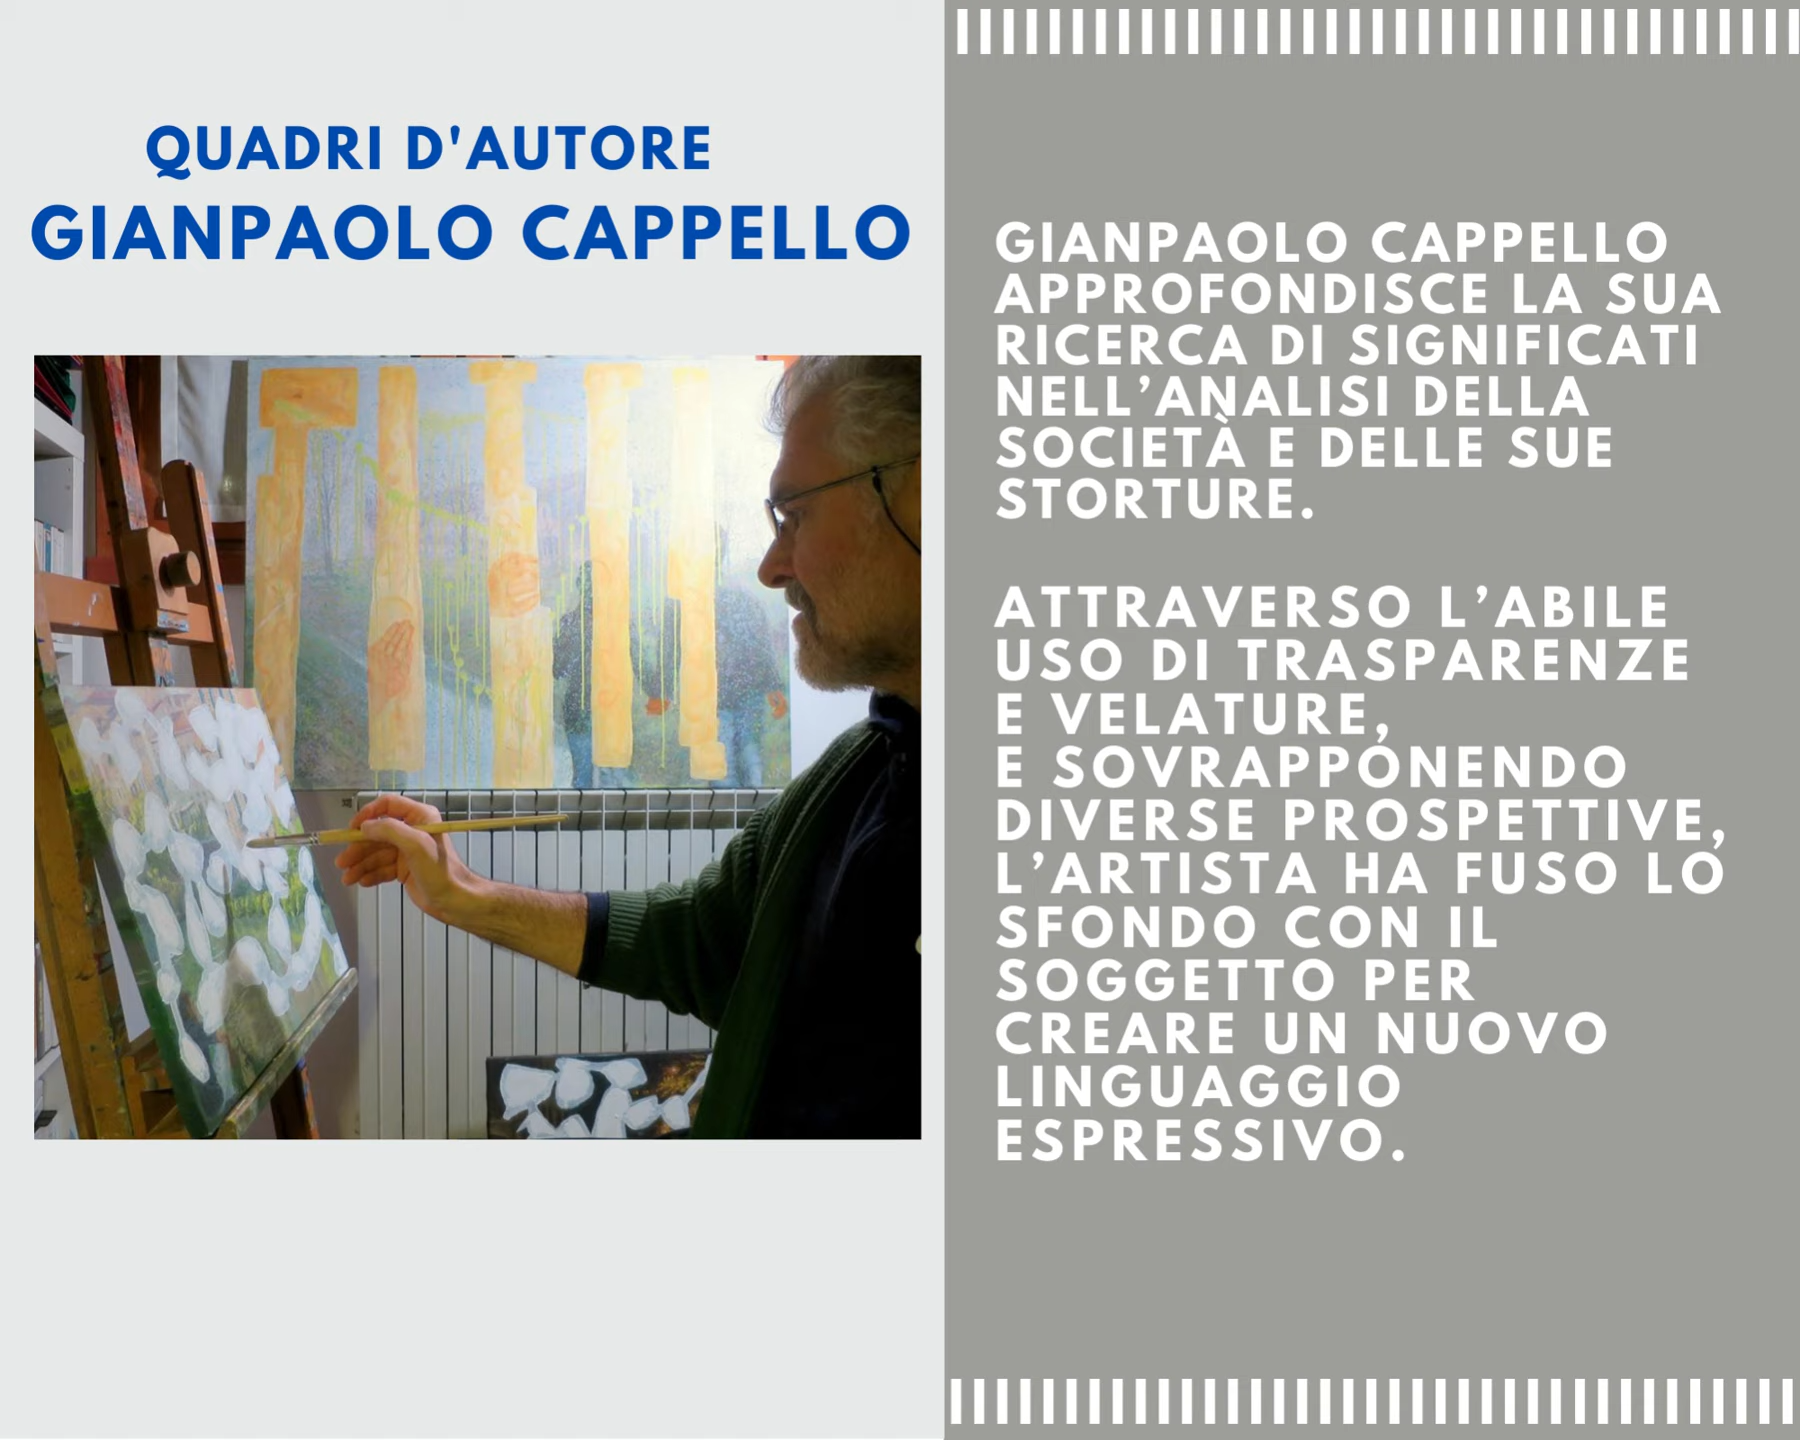 QUADRI D'AUTORE
GIANPAOLO CAPPELLO
GIANPAOLO CAPPELLO
APPROFONDISCE LA SUA
RICERCA DI SIGNIFICATI
NELL’ANALISI DELLA
SOCIETÀ E DELLE SUE
STORTURE.
ATTRAVERSO L’ABILE
USO DI TRASPARENZE
E VELATURE,
E SOVRAPPONENDO
DIVERSE PROSPETTIVE,
L’ARTISTA HA FUSO LO
SFONDO CON IL
SOGGETTO PER
CREARE UN NUOVO
LINGUAGGIO
ESPRESSIVO.